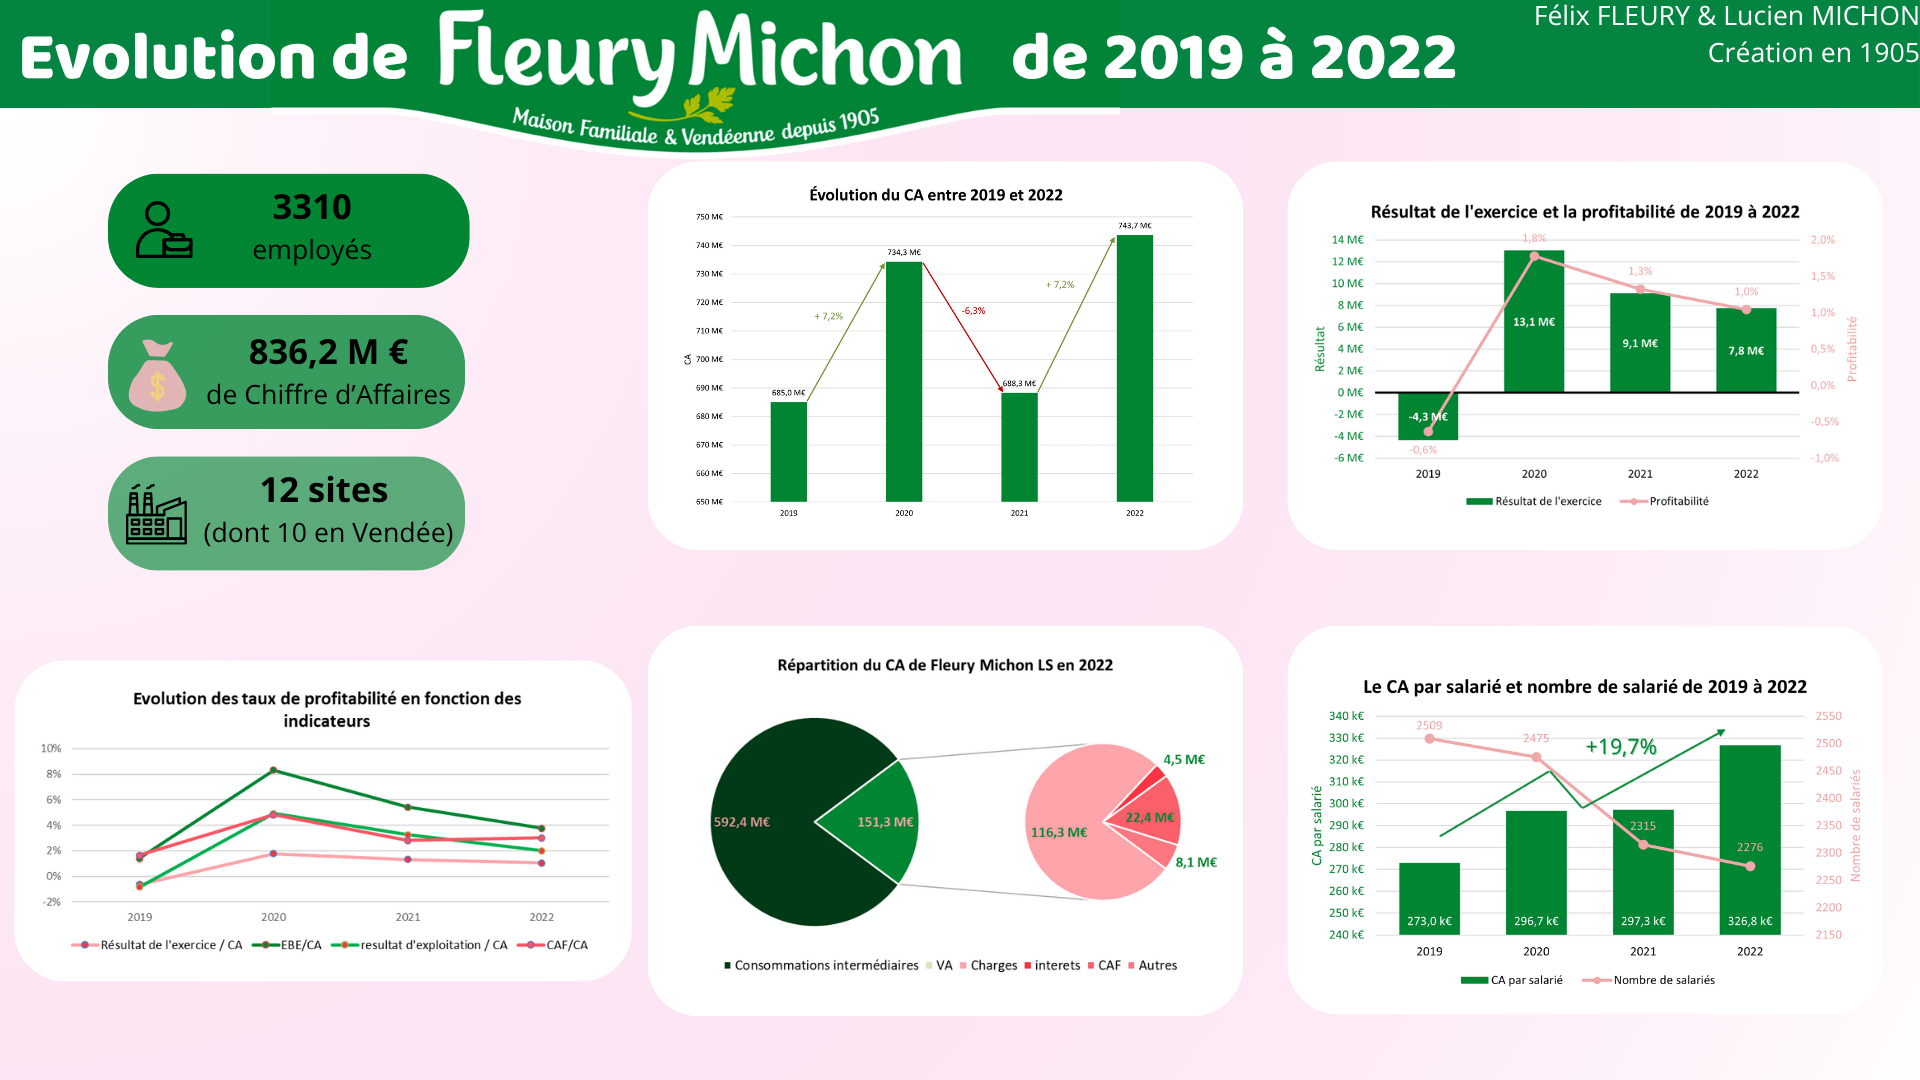 Evolution de
Fleury Michon
Maison Familiale & Vendéenne depuis 1905
de 2019 à 2022
Félix FLEURY & Lucien MICHON
Création en 1905
3310
employés
$
836,2 M €
de Chiffre d’Affaires
12 sites
(dont 10 en Vendée)
Évolution du CA entre 2019 et 2022
750 M€
740 M€
730 M€
720 M€
710 M€
700 M€
690 M€
680 M€
670 M€
660 M€
650 M€
CA
685,0 M€
+ 7,2%
734,3 M€
-6,3%
688,3 M€
+ 7,2%
743,7 M€
2019 2020 2021 2022
Résultat de l'exercice et la profitabilité de 2019 à 2022
14 M€
12 M€
10 M€
8 M€
6 M€
4 M€
2 M€
0 M€
-2 M€
-4 M€
-6 M€
Résultat
-4,3 M€
13,1 M€
9,1 M€
7,8 M€
-0,6%
1,8%
1,3%
1,0%
2,0%
1,5%
1,0%
0,5%
0,0%
-0,5%
-1,0%
Profitabilité
2019 2020 2021 2022
Résultat de l'exercice Profitabilité
Evolution des taux de profitabilité en fonction des
indicateurs
10%
8%
6%
4%
2%
0%
-2%
2019 2020 2021 2022
Résultat de l'exercice / CA EBE/CA resultat d'exploitation / CA CAF/CA
Répartition du CA de Fleury Michon LS en 2022
592,4 M€
151,3 M€
116,3 M€
4,5 M€
22,4 M€
8,1 M€
Consommations intermédiaires VA Charges interets CAF Autres
Le CA par salarié et nombre de salarié de 2019 à 2022
340 k€
330 k€
320 k€
310 k€
300 k€
290 k€
280 k€
270 k€
260 k€
250 k€
240 k€
CA par salarié
2509
2475
2315
2276
+19,7%
273,0 k€
296,7 k€
297,3 k€
326,8 k€
2550
2500
2450
2400
2350
2300
2250
2200
2150
Nombre de salariés
2019 2020 2021 2022
CA par salarié Nombre de salariés